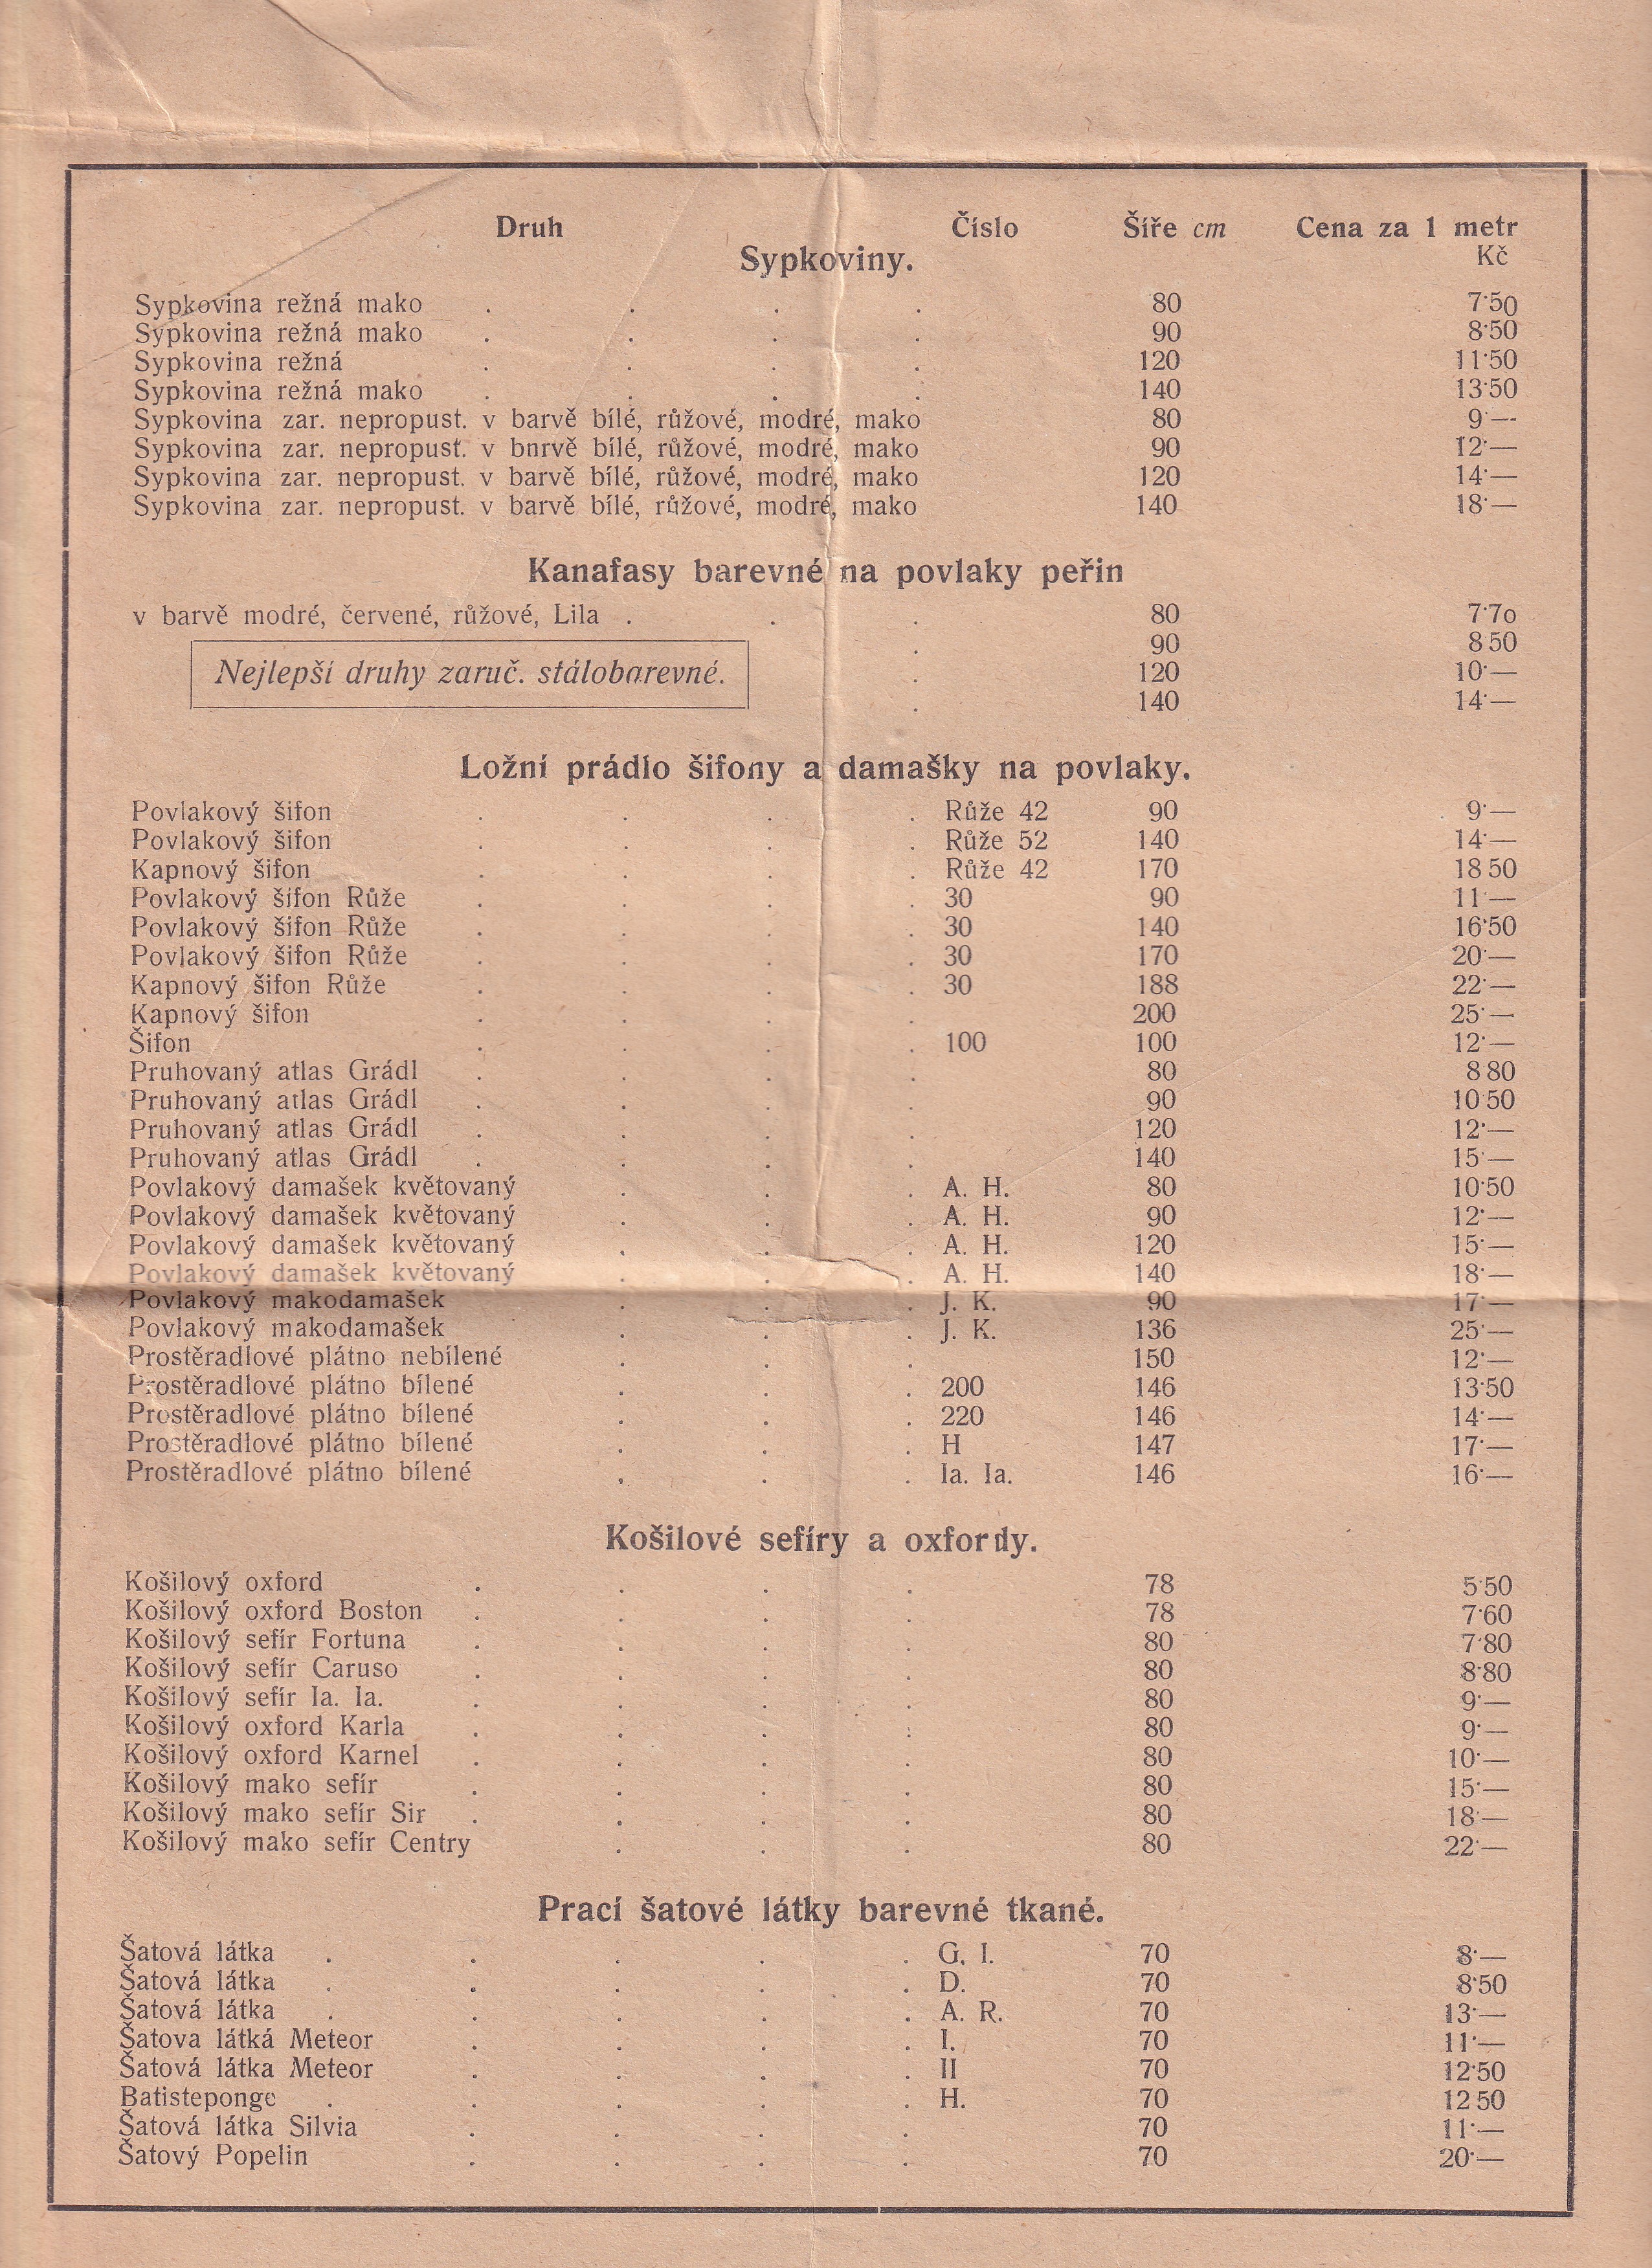 Druh Číslo Šíře cm Cena za 1 metr
Sypkoviny. Kč
Sypkovina režná mako . . . . 80 7·50
Sypkovina režná mako . . . . 90 8·50
Sypkovina režná . . . . 120 11·50
Sypkovina režná mako . . . . 140 13·50
Sypkovina zar. nepropust. v barvě bílé, růžové, modré, mako 80 9·—
Sypkovina zar. nepropust. v bnrvě bílé, růžové, modré, mako 90 12·—
Sypkovina zar. nepropust. v barvě bílé, růžové, modré, mako 120 14·—
Sypkovina zar. nepropust. v barvě bílé, růžové, modré, mako 140 18·—
Kanafasy barevné na povlaky peřin
v barvě modré, červené, růžové, Lila . . . 80 7·7o
. 90 8 50
Nejlepší druhy zaruč. stálobarevné. . 120 10·—
. 140 14·—
Ložní prádlo šifony a damašky na povlaky.
Povlakový šifon . . . . Růže 42 90 9·—
Povlakový šifon . . . . Růže 52 140 14·—
Kapnový šifon . . . . Růže 42 170 18 50
Povlakový šifon Růže . . . . 30 90 11·—
Povlakový šifon Růže . . . . 30 140 16·50
Povlakový šifon Růže . . . . 30 170 20·—
Kapnový šifon Růže . . . . 30 188 22·—
Kapnový šifon . . . . 200 25·—
Šifon . . . . 100 100 12·—
Pruhovaný atlas Grádl . . . . 80 8 80
Pruhovaný atlas Grádl . . . . 90 10 50
Pruhovaný atlas Grádl . . . . 120 12·—
Pruhovaný atlas Grádl . . . . 140 15·—
Povlakový damašek květovaný . . . A. H. 80 10·50
Povlakový damašek květovaný . . . A. H. 90 12·—
Povlakový damašek květovaný . . . A. H. 120 15·—
Povlakový damašek květovaný . . . A. H. 140 18·—
Povlakový makodamašek . . . J. K. 90 17·—
Povlakový makodamašek . . . J. K. 136 25·—
Prostěradlové plátno nebílené . . . 150 12·—
Prostěradlové plátno bílené . . . 200 146 13·50
Prostěradlové plátno bílené . . . 220 146 14·—
Prostěradlové plátno bílené . . . H 147 17·—
Prostěradlové plátno bílené . . . Ia. Ia. 146 16·—
Košilové sefíry a oxfordy.
Košilový oxford . . . . 78 5·50
Košilový oxford Boston . . . . 78 7·60
Košilový sefír Fortuna . . . . 80 7·80
Košilový sefír Caruso . . . . 80 8·80
Košilový sefír Ia. Ia. . . . . 80 9·—
Košilový oxford Karla . . . . 80 9·—
Košilový oxford Karnel . . . . 80 10·—
Košilový mako sefír . . . . 80 15·—
Košilový mako sefír Sir . . . . 80 18·—
Košilový mako sefír Centry . . . 80 22·—
Prací šatové látky barevné tkané.
Šatová látka . . . . . G. I. 70 8·—
Šatová látka . . . . . D. 70 8·50
Šatová látka . . . . . A. R. 70 13·—
Šatova látká Meteor . . . . I. 70 11·—
Šatová látka Meteor . . . . II 70 12·50
Batisteponge . . . . . H. 70 12 50
Šatová látka Silvia . . . . 70 11·—
Šatový Popelin . . . . 70 20·—